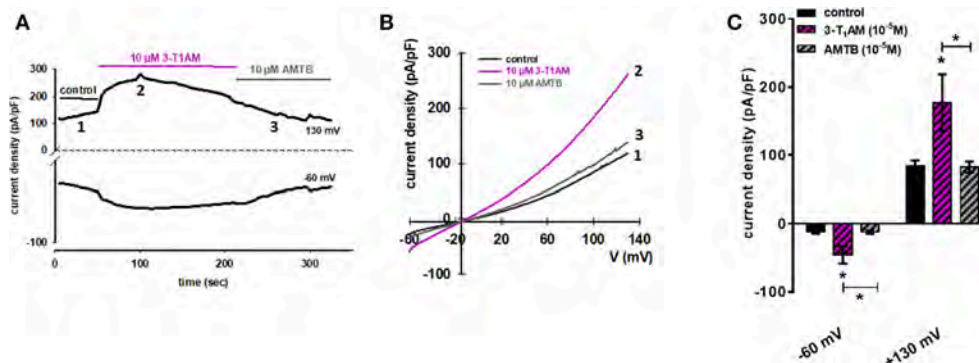 A
10 µM 3-T1AM
10 µM AMTB
control
300
200
100
0
-100
1
2
3
130 mV
-60 mV
current density (pA/pF)
0
100
200
300
time (sec)
B
current density (pA/pF)
300
200
100
0
-100
control
10 µM 3-T1AM
10 µM AMTB
2
3
1
-60
-20
20
60
100
140
V (mV)
C
control
3-T₁AM (10⁻⁵M)
AMTB (10⁻⁵M)
current density (pA/pF)
300
200
100
0
-100
*
*
*
*
-60 mV
+130 mV